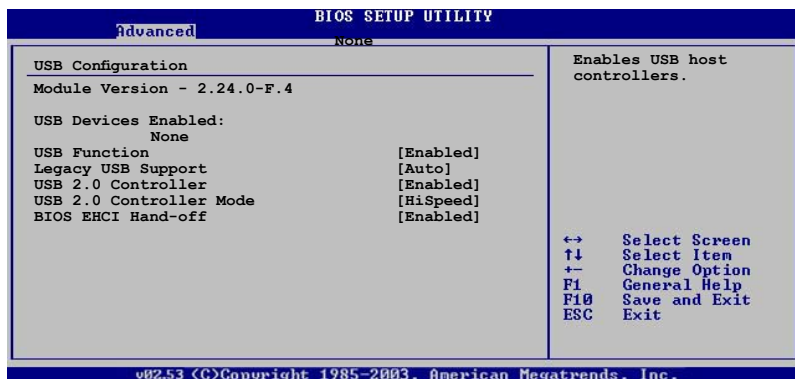 BIOS SETUP UTILITY
Advanced
None
USB Configuration
Module Version - 2.24.0-F.4
USB Devices Enabled:
None
USB Function [Enabled]
Legacy USB Support [Auto]
USB 2.0 Controller [Enabled]
USB 2.0 Controller Mode [HiSpeed]
BIOS EHCI Hand-off [Enabled]
Enables USB host
controllers.
←→ Select Screen
↑↓ Select Item
+- Change Option
F1 General Help
F10 Save and Exit
ESC Exit
v02.53 (C)Copyright 1985-2003, American Megatrends, Inc.